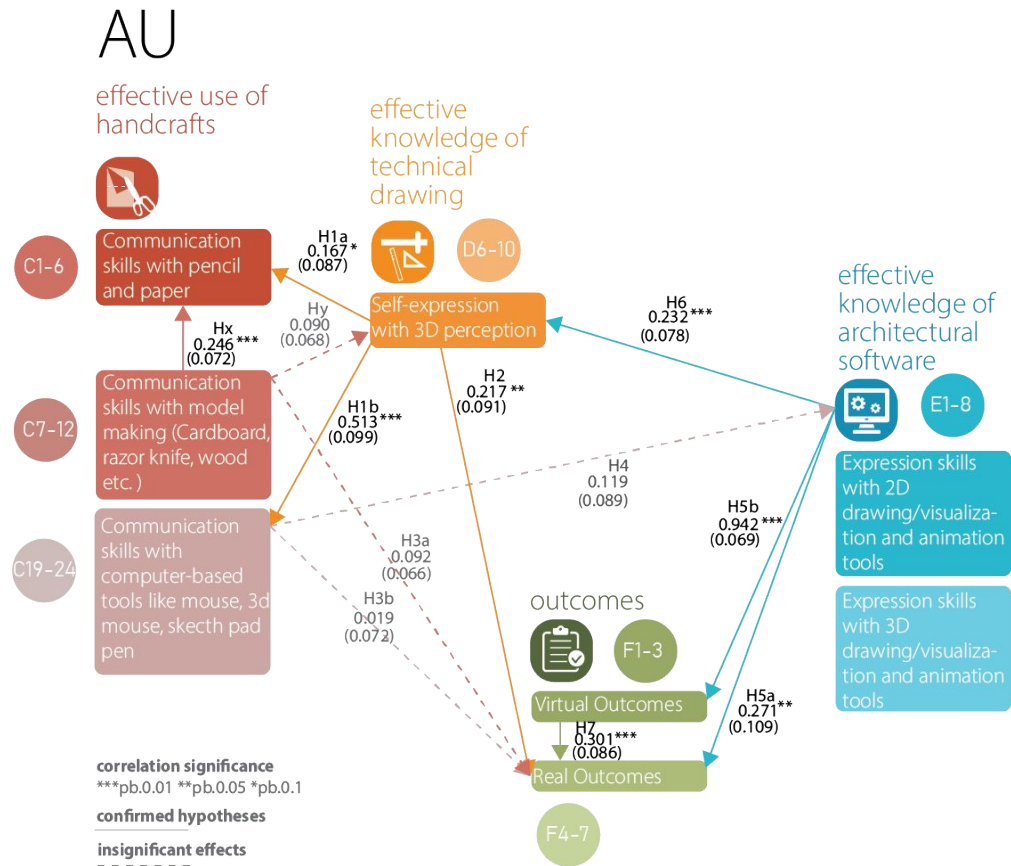 AU
effective use of
handcrafts
effective
knowledge of
technical
drawing
C1-6
Communication
skills with pencil
and paper
H1a
0.167 *
(0.087)
D6-10
Self-expression
with 3D perception
Hy
0.090
(0.068)
Hx
0.246 ***
(0.072)
H6
0.232 ***
(0.078)
effective
knowledge of
architectural
software
E1-8
C7-12
Communication
skills with model
making (Cardboard,
razor knife, wood
etc. )
H1b
0.513 ***
(0.099)
H2
0.217 **
(0.091)
H4
0.119
(0.089)
Expression skills
with 2D
drawing/visualiza-
tion and animation
tools
H5b
0.942 ***
(0.069)
C19-24
Communication
skills with
computer-based
tools like mouse, 3d
mouse, skecth pad
pen
H3a
0.092
(0.066)
H3b
0.019
(0.072)
Expression skills
with 3D
drawing/visualiza-
tion and animation
tools
outcomes
F1-3
Virtual Outcomes
H5a
0.271 **
(0.109)
H7
0.301 ***
(0.086)
Real Outcomes
F4-7
correlation significance
***pb.0.01 **pb.0.05 *pb.0.1
confirmed hypotheses
insignificant effects